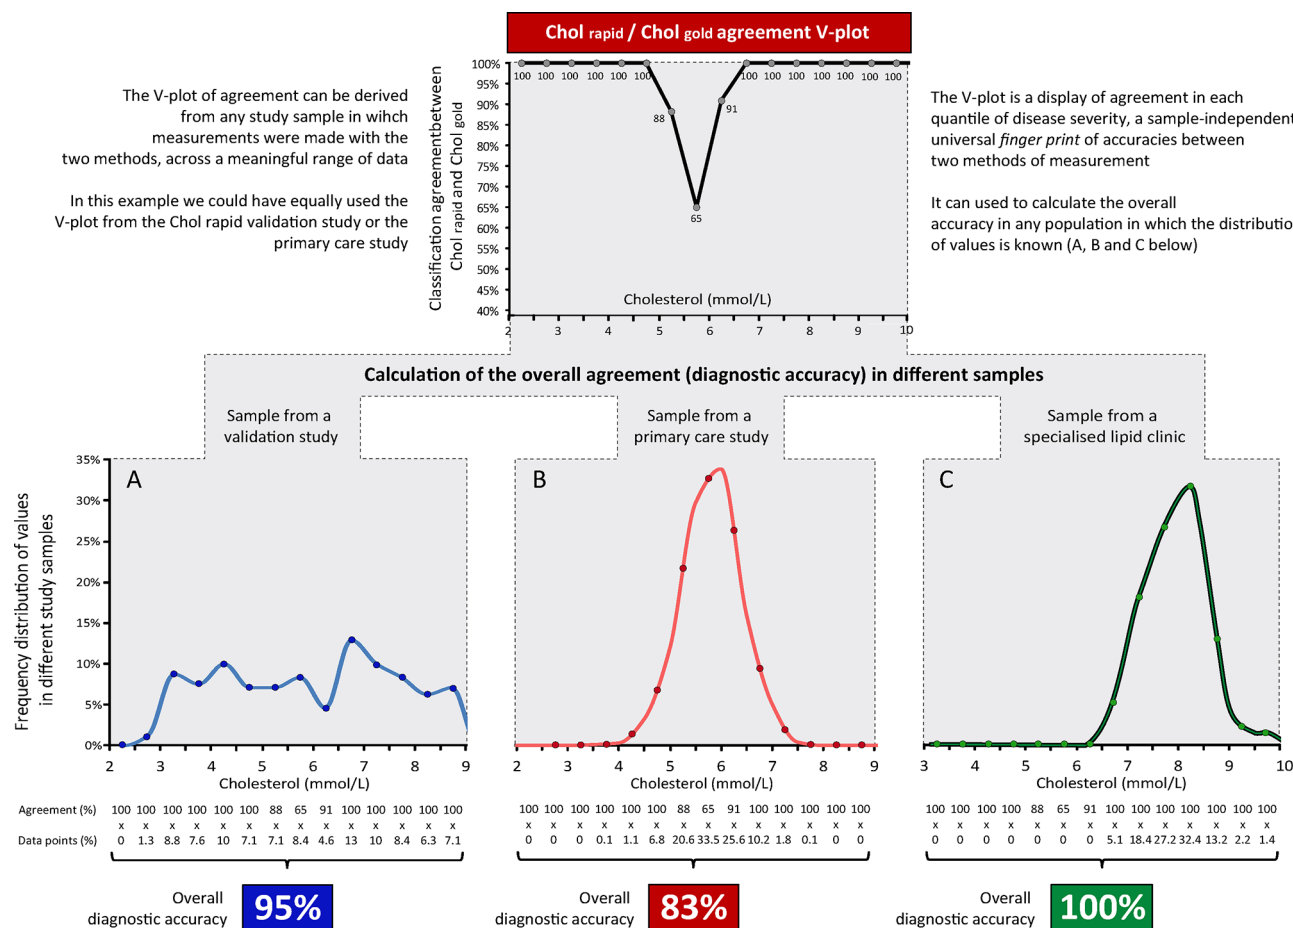 Chol rapid / Chol gold agreement V-plot
The V-plot of agreement can be derived
from any study sample in wihch
measurements were made with the
two methods, across a meaningful range of data
In this example we could have equally used the
V-plot from the Chol rapid validation study or the
primary care study
Classification agreementbetween
Chol rapid and Chol gold
100%
95%
90%
85%
80%
75%
70%
65%
60%
55%
50%
45%
40%
100 100 100 100 100 100 88 65 91 100 100 100 100 100 100 100
Cholesterol (mmol/L)
2 3 4 5 6 7 8 9 10
The V-plot is a display of agreement in each
quantile of disease severity, a sample-independent
universal finger print of accuracies between
two methods of measurement
It can used to calculate the overall
accuracy in any population in which the distributio
of values is known (A, B and C below)
Calculation of the overall agreement (diagnostic accuracy) in different samples
Sample from a
validation study
Sample from a
primary care study
Sample from a
specialised lipid clinic
Frequency distribution of values
in different study samples
35%
30%
25%
20%
15%
10%
5%
0%
A
2 3 4 5 6 7 8 9
Cholesterol (mmol/L)
B
2 3 4 5 6 7 8 9
Cholesterol (mmol/L)
C
3 4 5 6 7 8 9 10
Cholesterol (mmol/L)
Agreement (%) 100 100 100 100 100 100 88 65 91 100 100 100 100 100
x x x x x x x x x x x x x x
Data points (%) 0 1.3 8.8 7.6 10 7.1 7.1 8.4 4.6 13 10 8.4 6.3 7.1
100 100 100 100 100 100 88 65 91 100 100 100 100 100
x x x x x x x x x x x x x x
0 0 0 0.1 1.1 6.8 20.6 33.5 25.6 10.2 1.8 0 0 0
100 100 100 100 88 65 91 100 100 100 100 100 100 100
x x x x x x x x x x x x x x
0 0 0 0 0 0 0 5.1 18.4 27.2 32.4 13.2 2.2 1.4
Overall
diagnostic accuracy
95%
Overall
diagnostic accuracy
83%
Overall
diagnostic accuracy
100%